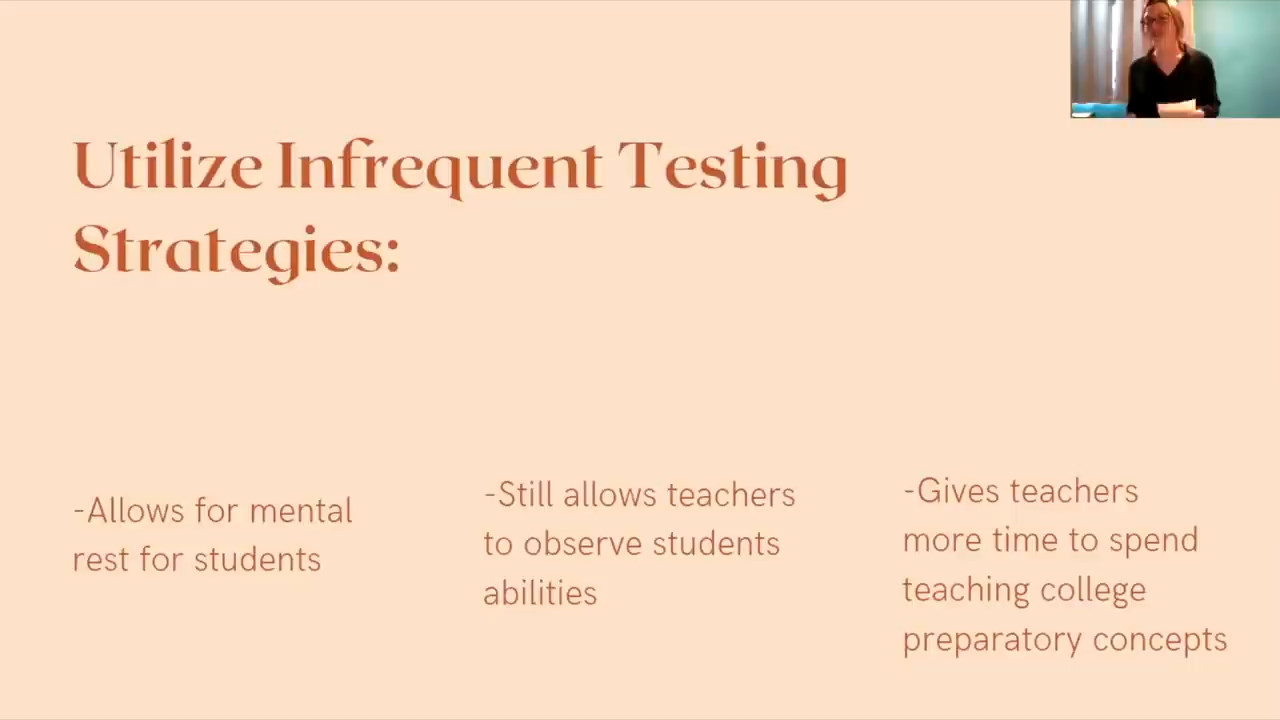 Utilize Infrequent Testing
Strategies:
-Allows for mental
rest for students
-Still allows teachers
to observe students
abilities
-Gives teachers
more time to spend
teaching college
preparatory concepts